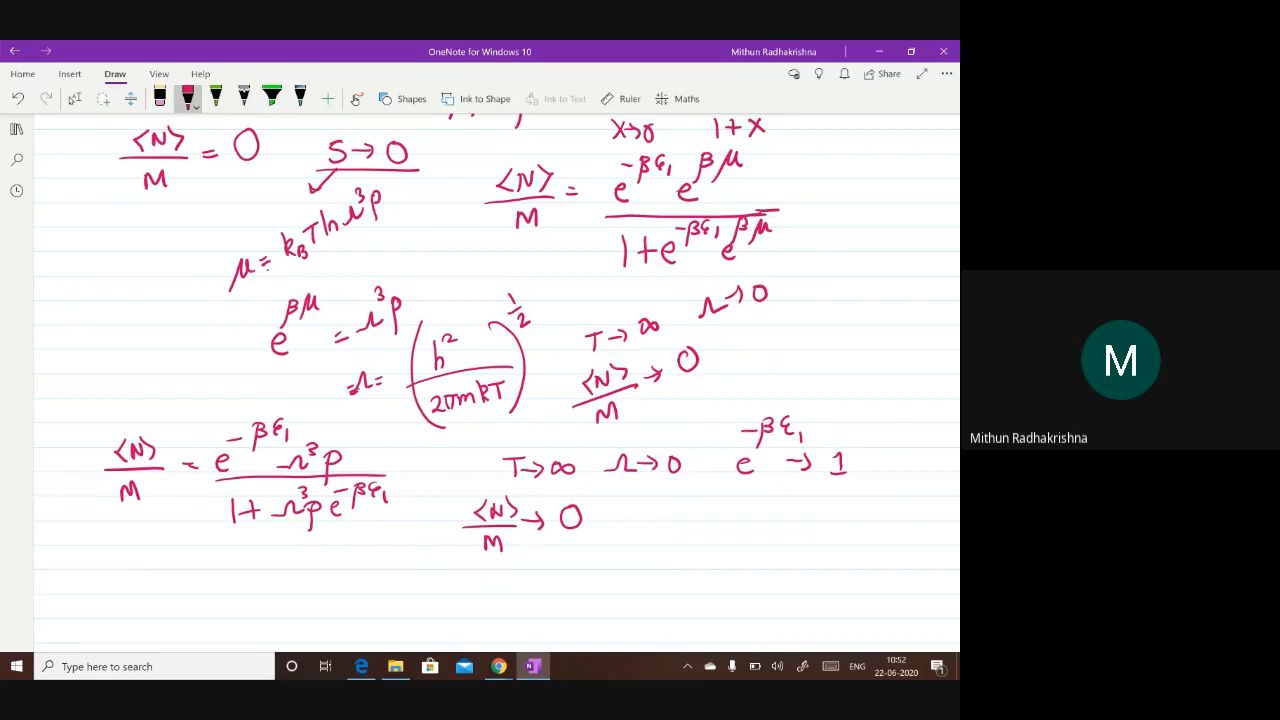 OneNote for Windows 10
Mithun Radhakrishna
Home Insert Draw View Help
Share
Shapes Ink to Shape Ink to Text Ruler Maths
x→0 1+x
<N>/M = 0
S→0
<N>/M = e^{-βε₁} e^{βμ} / 1+e^{-βε₁} e^{βμ}
μ = k_B T ln Λ³ρ
e^{βμ} = Λ³ρ
Λ→0
Λ = (h²/2πmkT)^{1/2}
T→∞
<N>/M → 0
<N>/M = e^{-βε₁} Λ³ρ / 1+Λ³ρ e^{-βε₁}
T→∞ Λ→0 e^{-βε₁} → 1
<N>/M → 0
M
Mithun Radhakrishna
Type here to search
ENG
10:52
22-06-2020